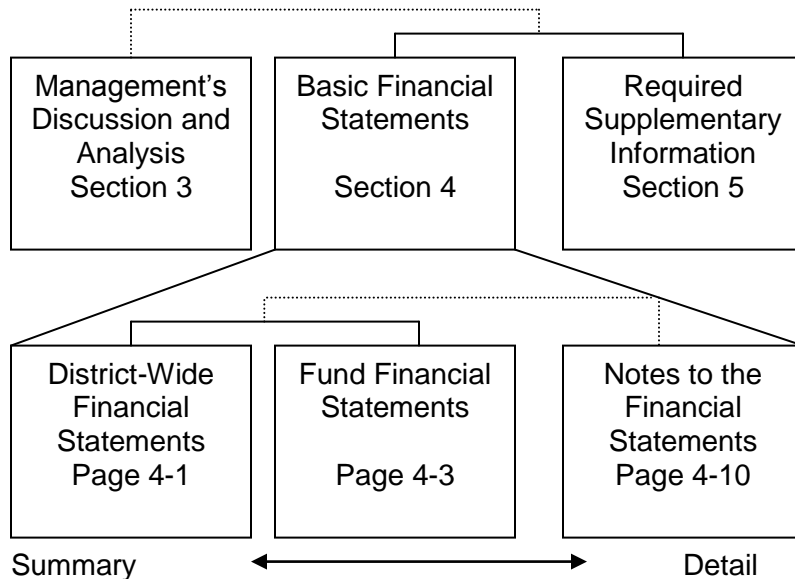 Management’s
Discussion and
Analysis
Section 3
Basic Financial
Statements
Section 4
Required
Supplementary
Information
Section 5
District-Wide
Financial
Statements
Page 4-1
Fund Financial
Statements
Page 4-3
Notes to the
Financial
Statements
Page 4-10
Summary
Detail